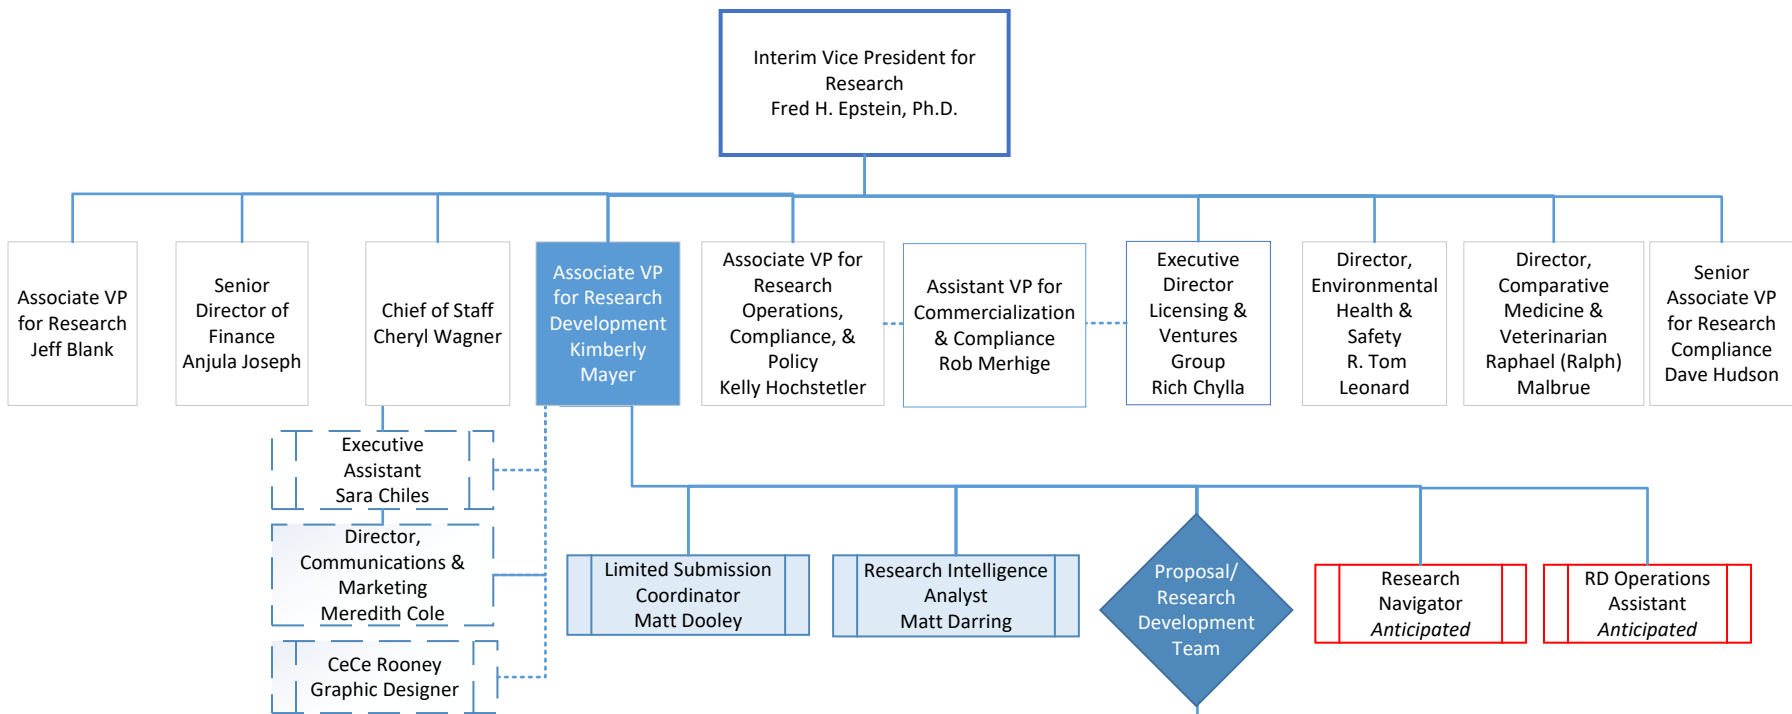 Interim Vice President for
Research
Fred H. Epstein, Ph.D.
Associate VP
for Research
Jeff Blank
Senior
Director of
Finance
Anjula Joseph
Chief of Staff
Cheryl Wagner
Associate VP
for Research
Development
Kimberly
Mayer
Associate VP for
Research
Operations,
Compliance, &
Policy
Kelly Hochstetler
Assistant VP for
Commercialization
& Compliance
Rob Merhige
Executive
Director
Licensing &
Ventures
Group
Rich Chylla
Director,
Environmental
Health &
Safety
R. Tom
Leonard
Director,
Comparative
Medicine &
Veterinarian
Raphael (Ralph)
Malbrue
Senior
Associate VP
for Research
Compliance
Dave Hudson
Executive
Assistant
Sara Chiles
Director,
Communications &
Marketing
Meredith Cole
CeCe Rooney
Graphic Designer
Limited Submission
Coordinator
Matt Dooley
Research Intelligence
Analyst
Matt Darring
Proposal/
Research
Development
Team
Research
Navigator
Anticipated
RD Operations
Assistant
Anticipated